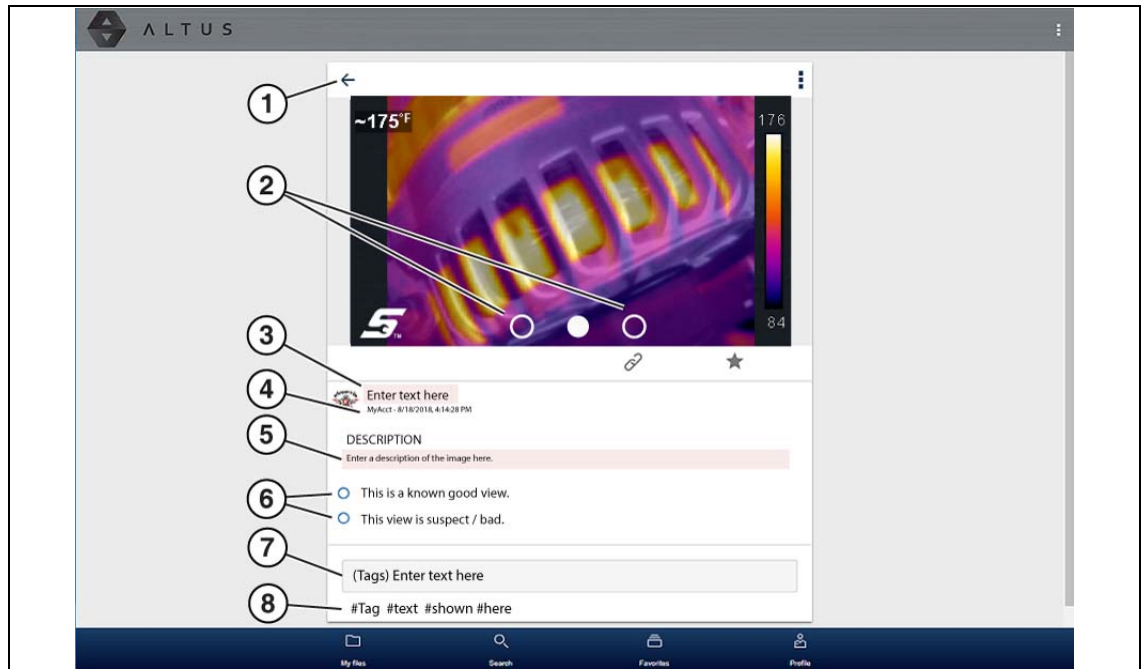 ALTUS
1
~175°F
176
2
84
3
Enter text here
4
MyAcct - 8/18/2018, 4:14:28 PM
DESCRIPTION
5
Enter a description of the image here.
6
This is a known good view.
This view is suspect / bad.
7
(Tags) Enter text here
8
#Tag #text #shown #here
My files Search Favorites Profile